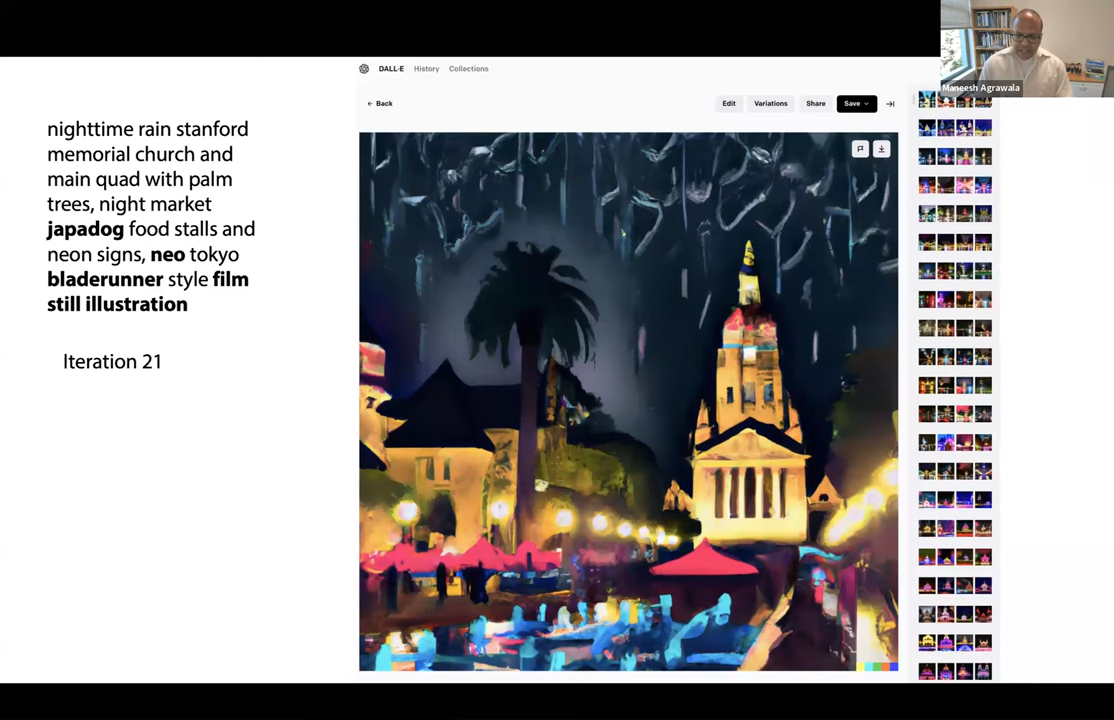 Maneesh Agrawala
DALL·E History Collections
← Back
Edit Variations Share Save
nighttime rain stanford
memorial church and
main quad with palm
trees, night market
japadog food stalls and
neon signs, neo tokyo
bladerunner style film
still illustration
Iteration 21